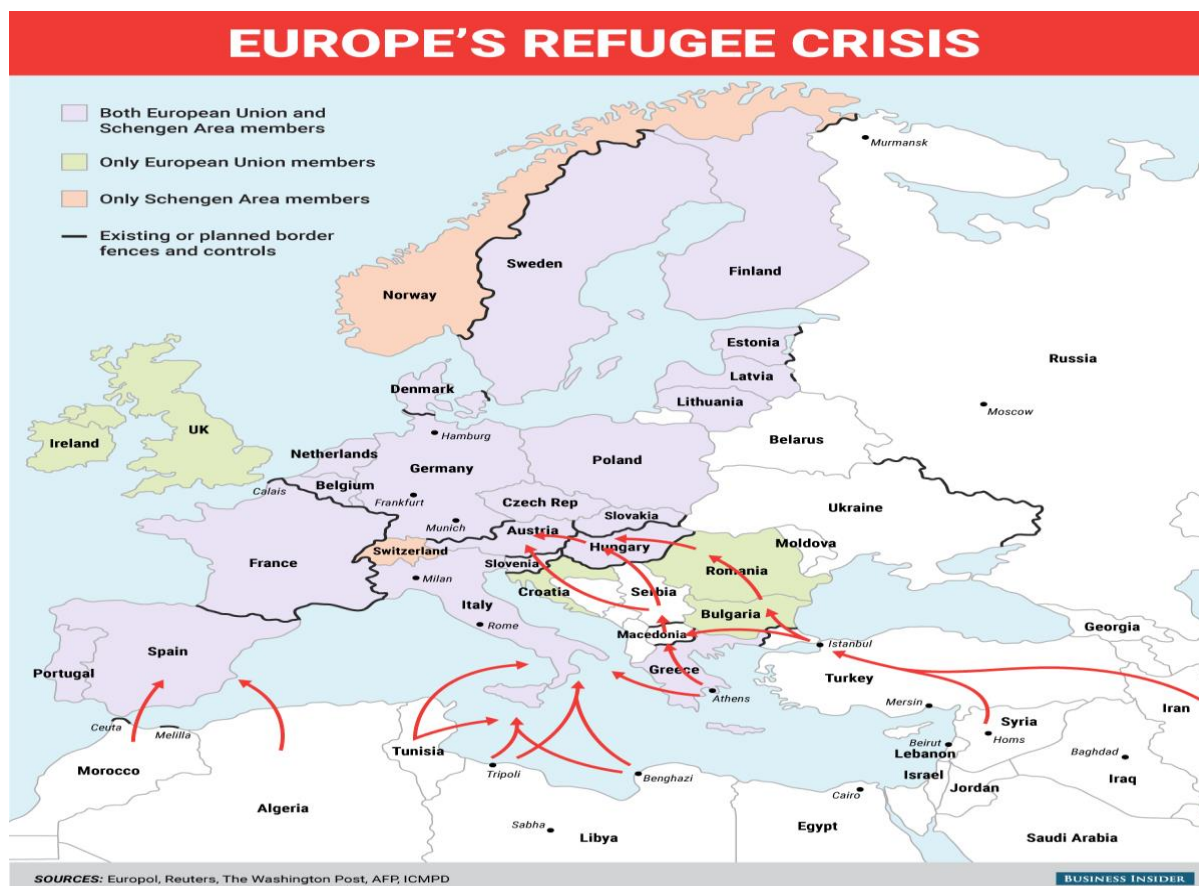 EUROPE'S REFUGEE CRISIS
Both European Union and
Schengen Area members
Only European Union members
Only Schengen Area members
Existing or planned border
fences and controls
Murmansk
Sweden
Finland
Norway
Estonia
Russia
Latvia
Denmark
Lithuania
Moscow
Hamburg
Belarus
UK
Ireland
Netherlands
Germany
Poland
Belgium
Calais
Frankfurt
Czech Rep
Ukraine
Slovakia
Munich
Austria
Moldova
Hungary
Switzerland
France
Slovenia
Romania
Milan
Croatia
Serbia
Italy
Bulgaria
Rome
Macedonia
Georgia
Istanbul
Spain
Portugal
Greece
Turkey
Athens
Mersin
Iran
Syria
Ceuta
Melilla
Homs
Beirut
Lebanon
Baghdad
Tunisia
Morocco
Tripoli
Benghazi
Israel
Iraq
Jordan
Cairo
Algeria
Sabha
Libya
Egypt
Saudi Arabia
SOURCES: Europol, Reuters, The Washington Post, AFP, ICMPD
BUSINESS INSIDER